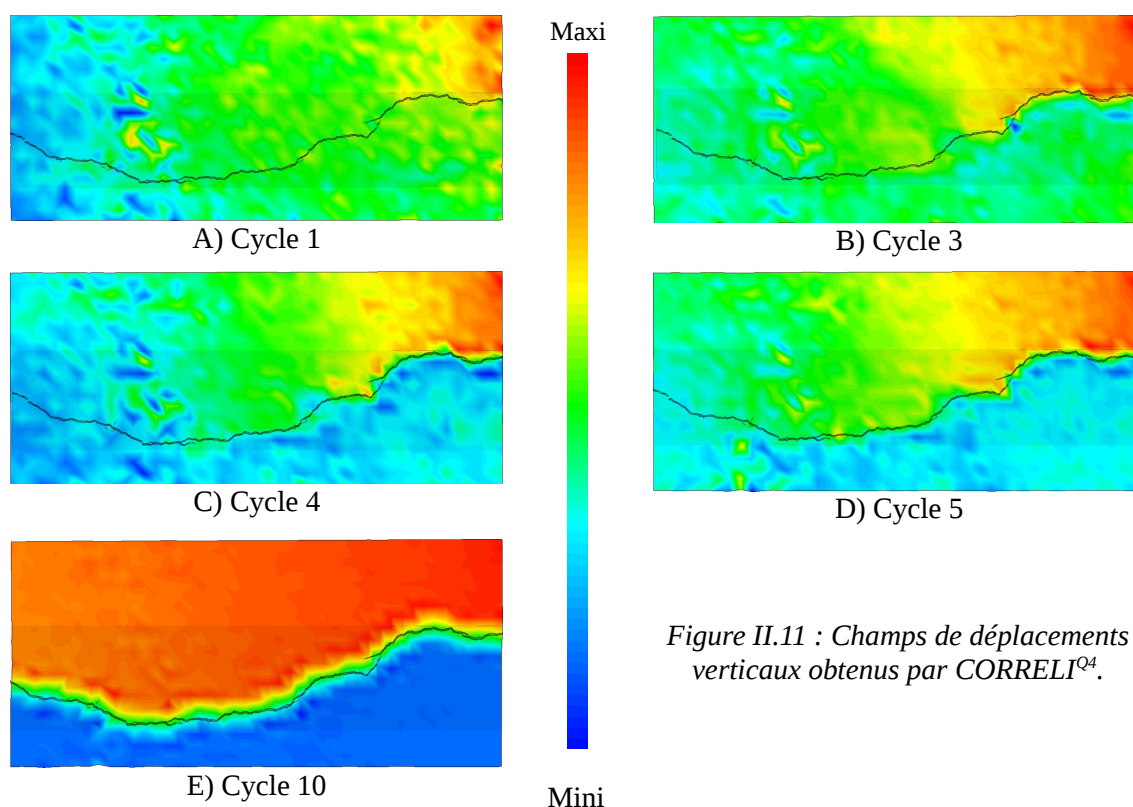 Maxi
A) Cycle 1
B) Cycle 3
C) Cycle 4
D) Cycle 5
E) Cycle 10
Mini
Figure II.11 : Champs de déplacements
verticaux obtenus par CORRELIQ4.